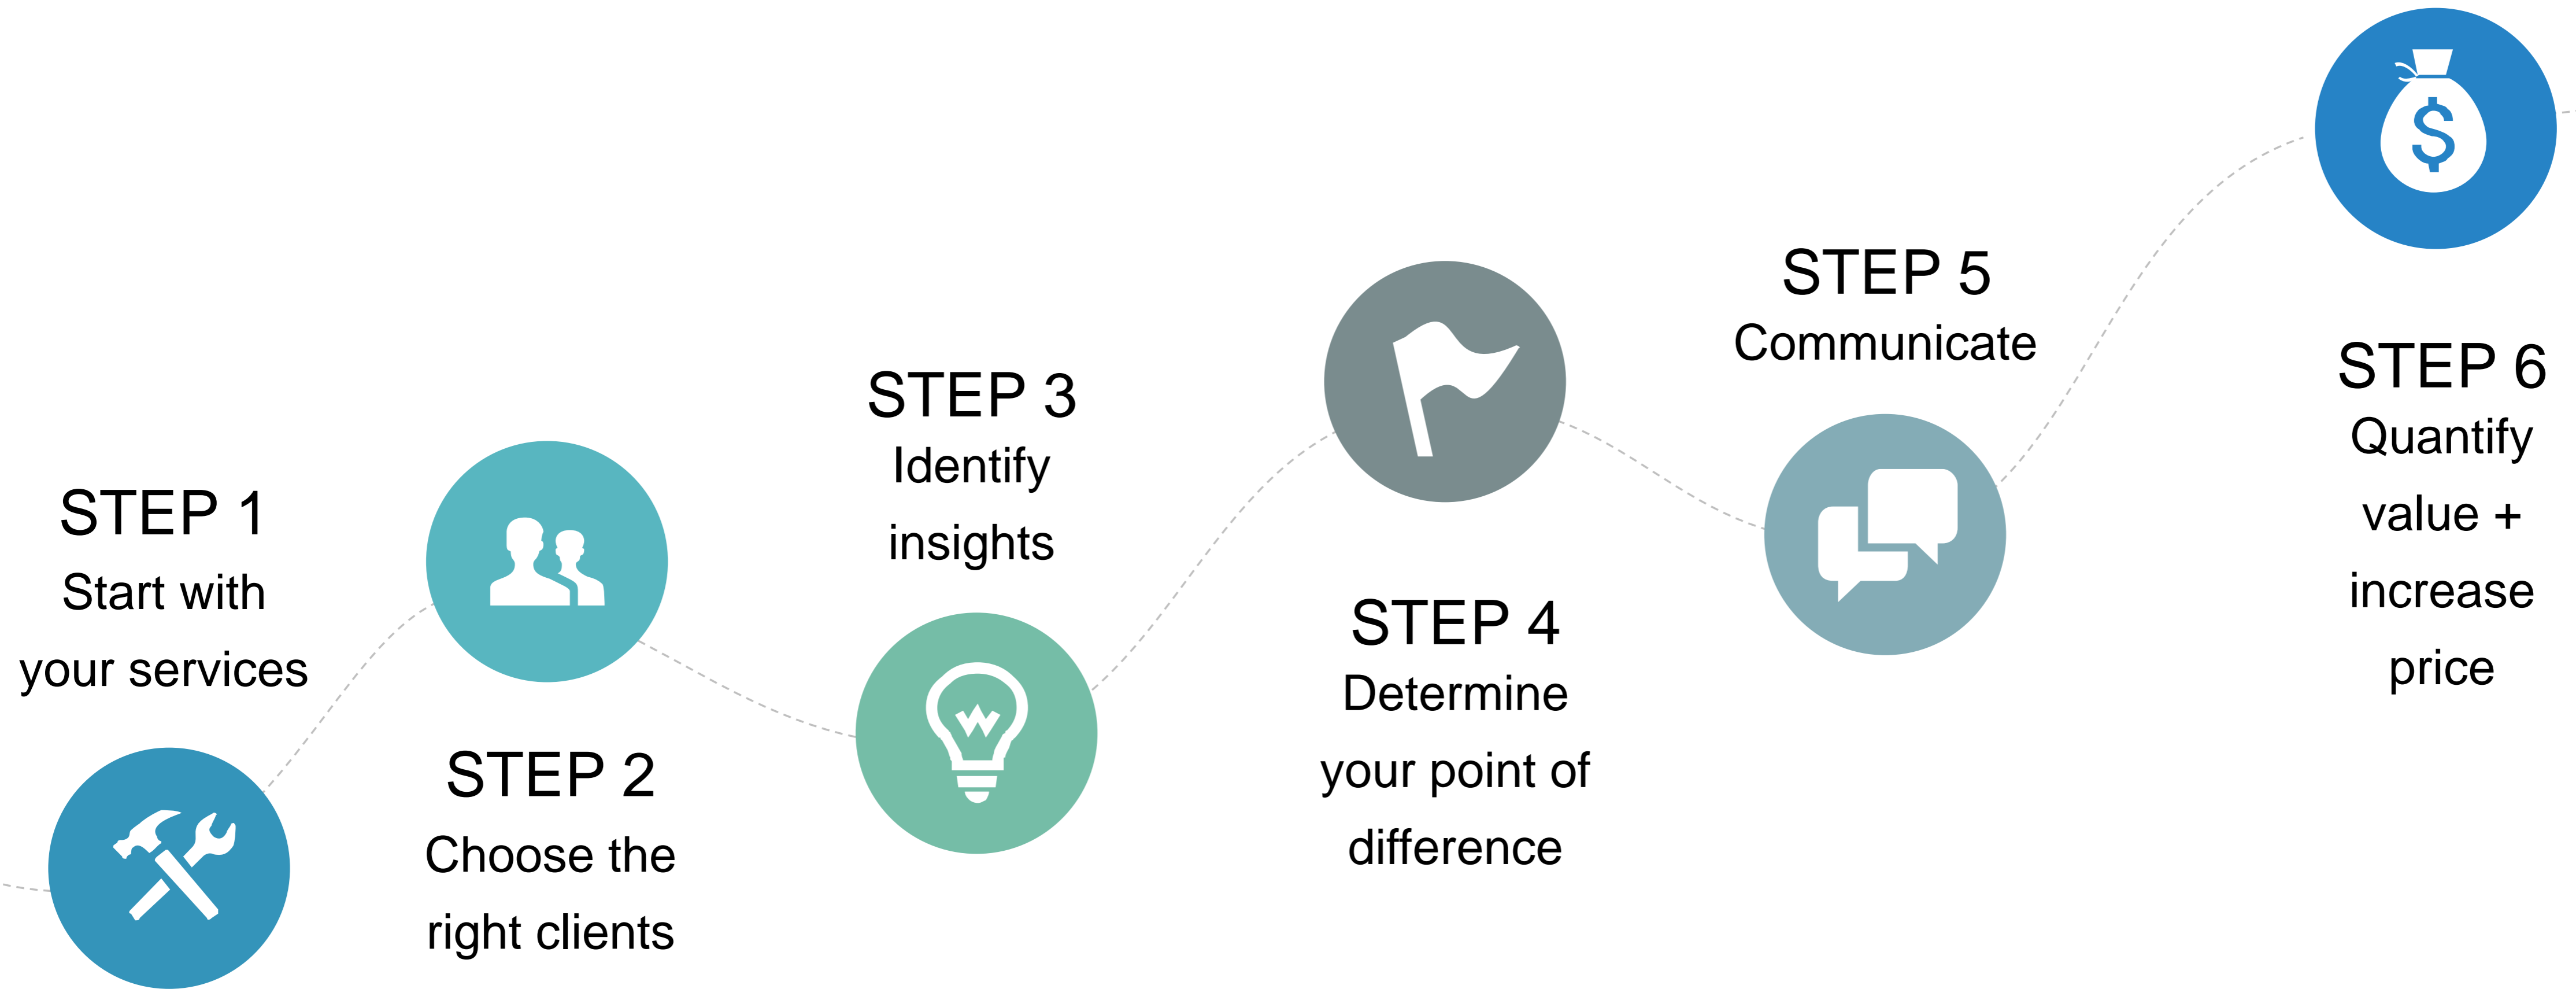 STEP 1
Start with
your services
STEP 2
Choose the
right clients
STEP 3
Identify
insights
STEP 4
Determine
your point of
difference
STEP 5
Communicate
STEP 6
Quantify
value +
increase
price
$